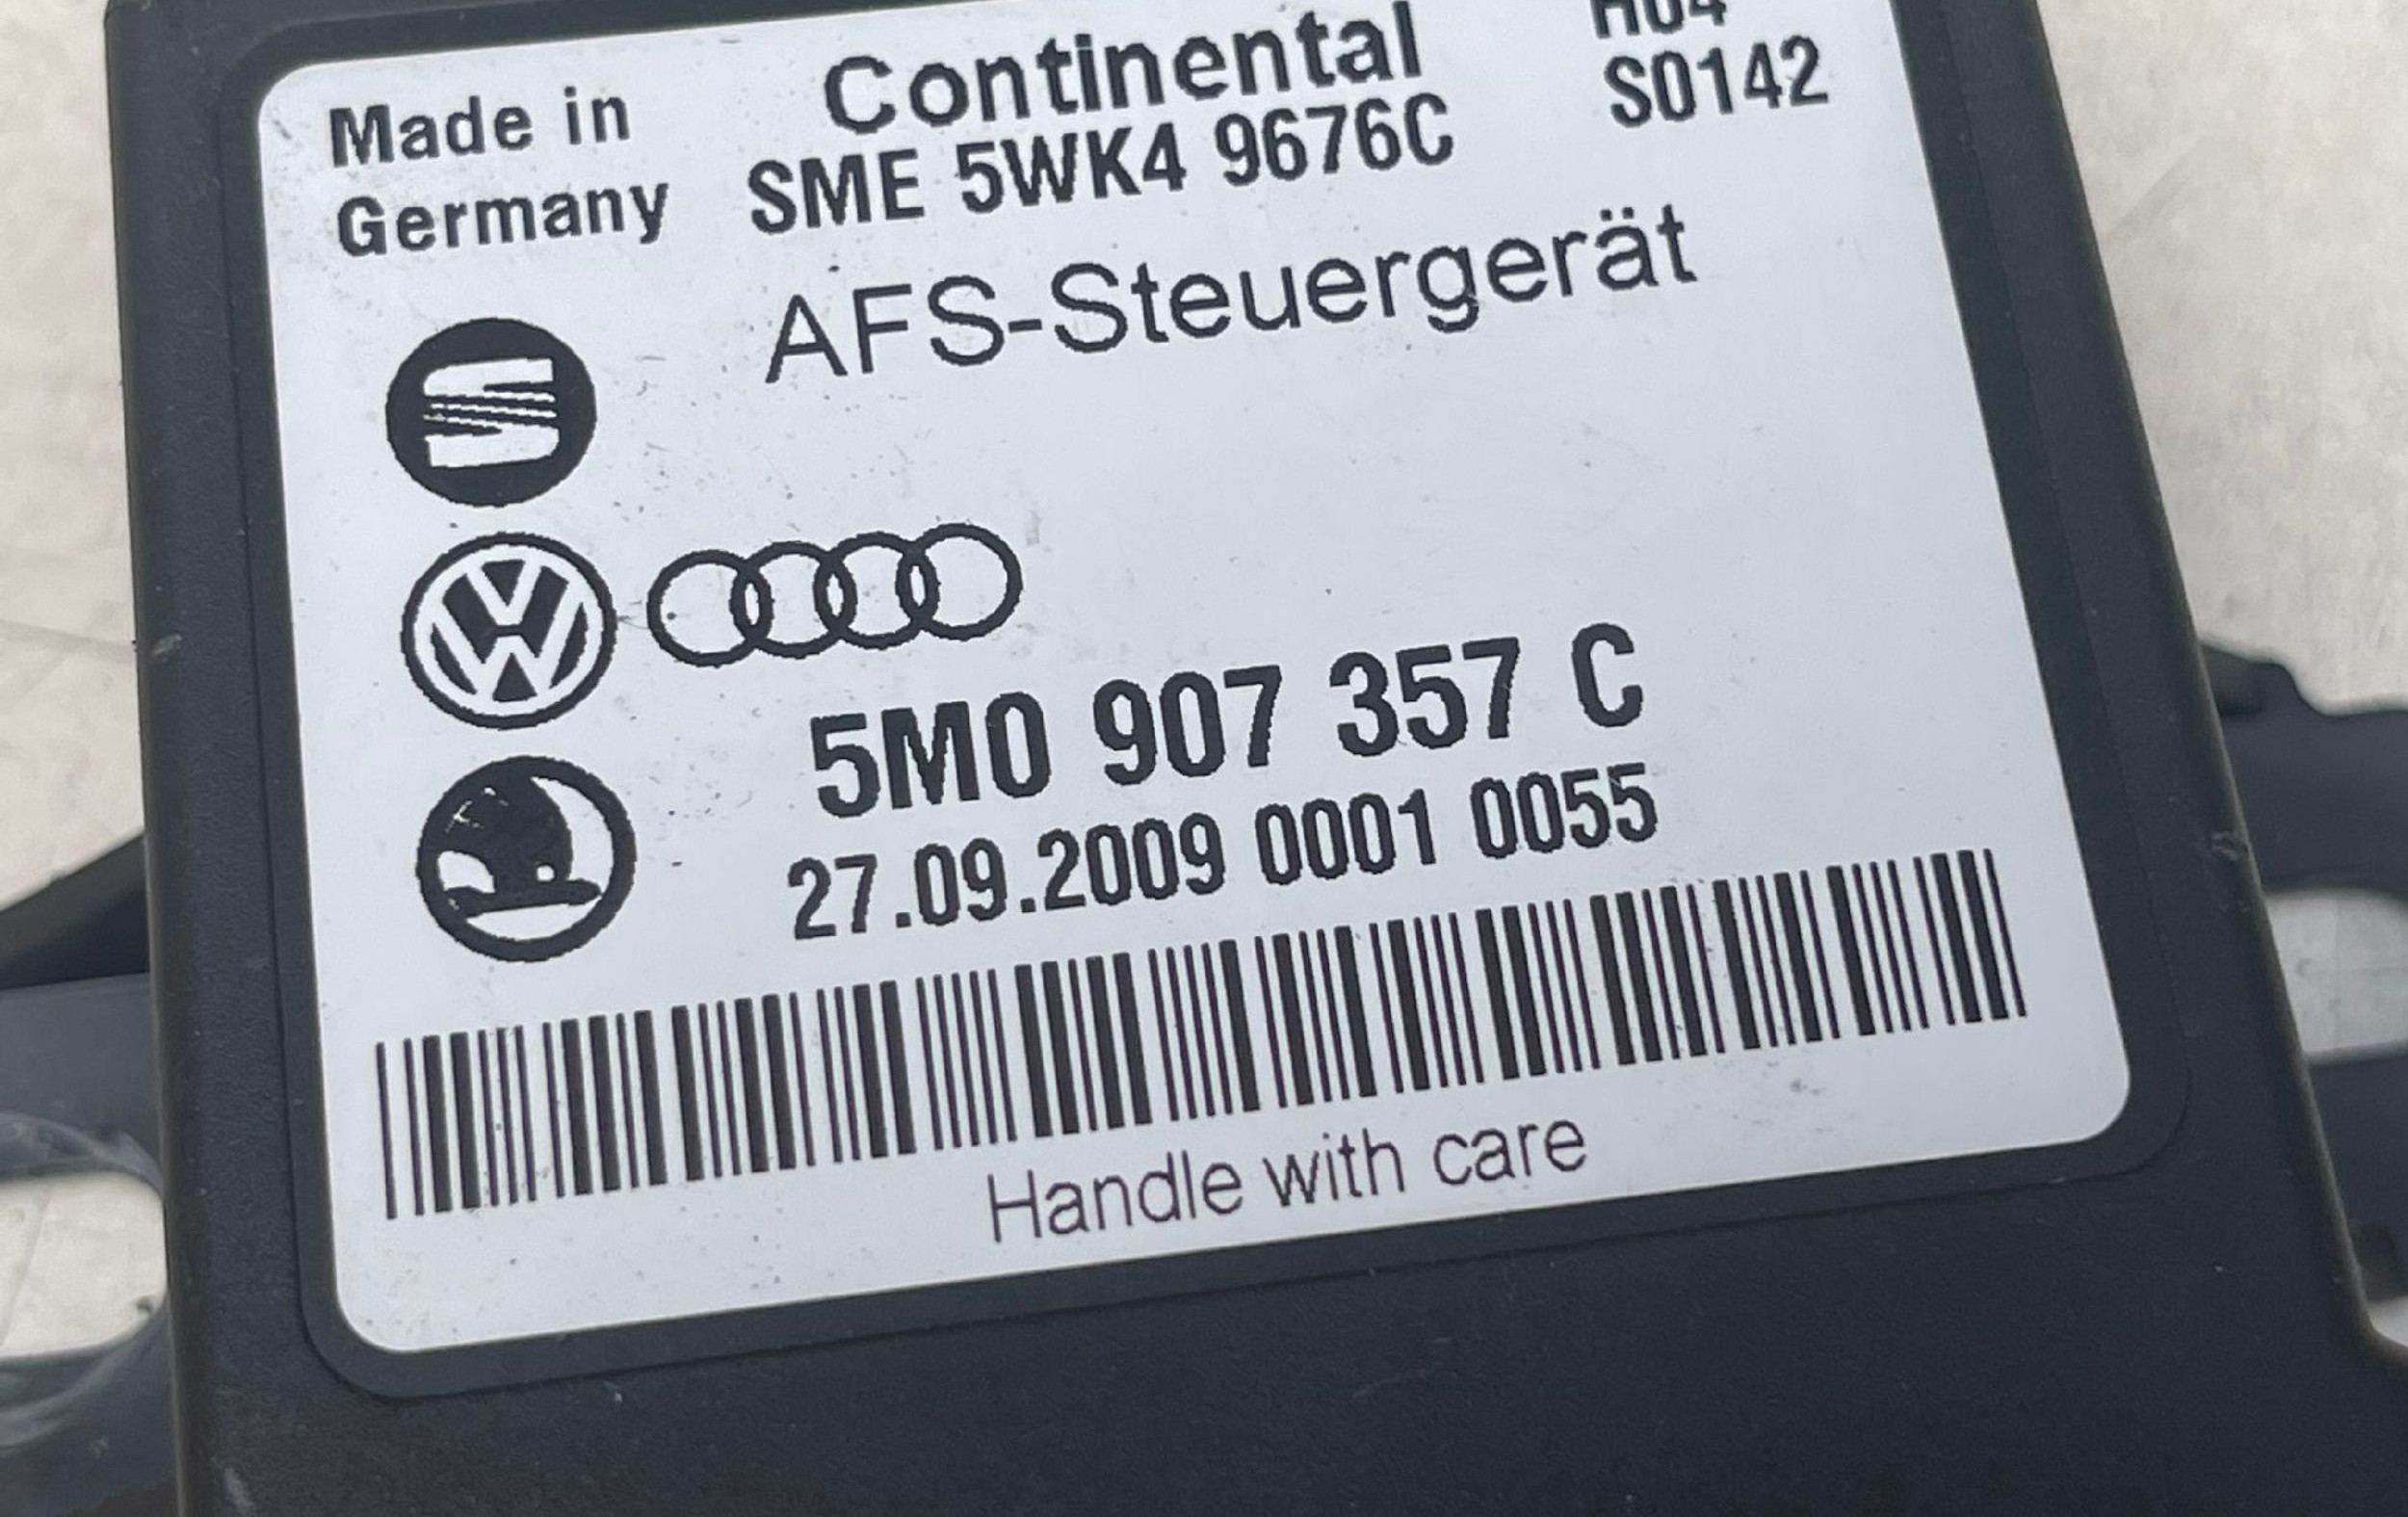 Made in
Germany
Continental
SME 5WK4 9676C
H04
S0142
AFS-Steuergerät
5M0 907 357 C
27.09.2009 0001 0055
Handle with care